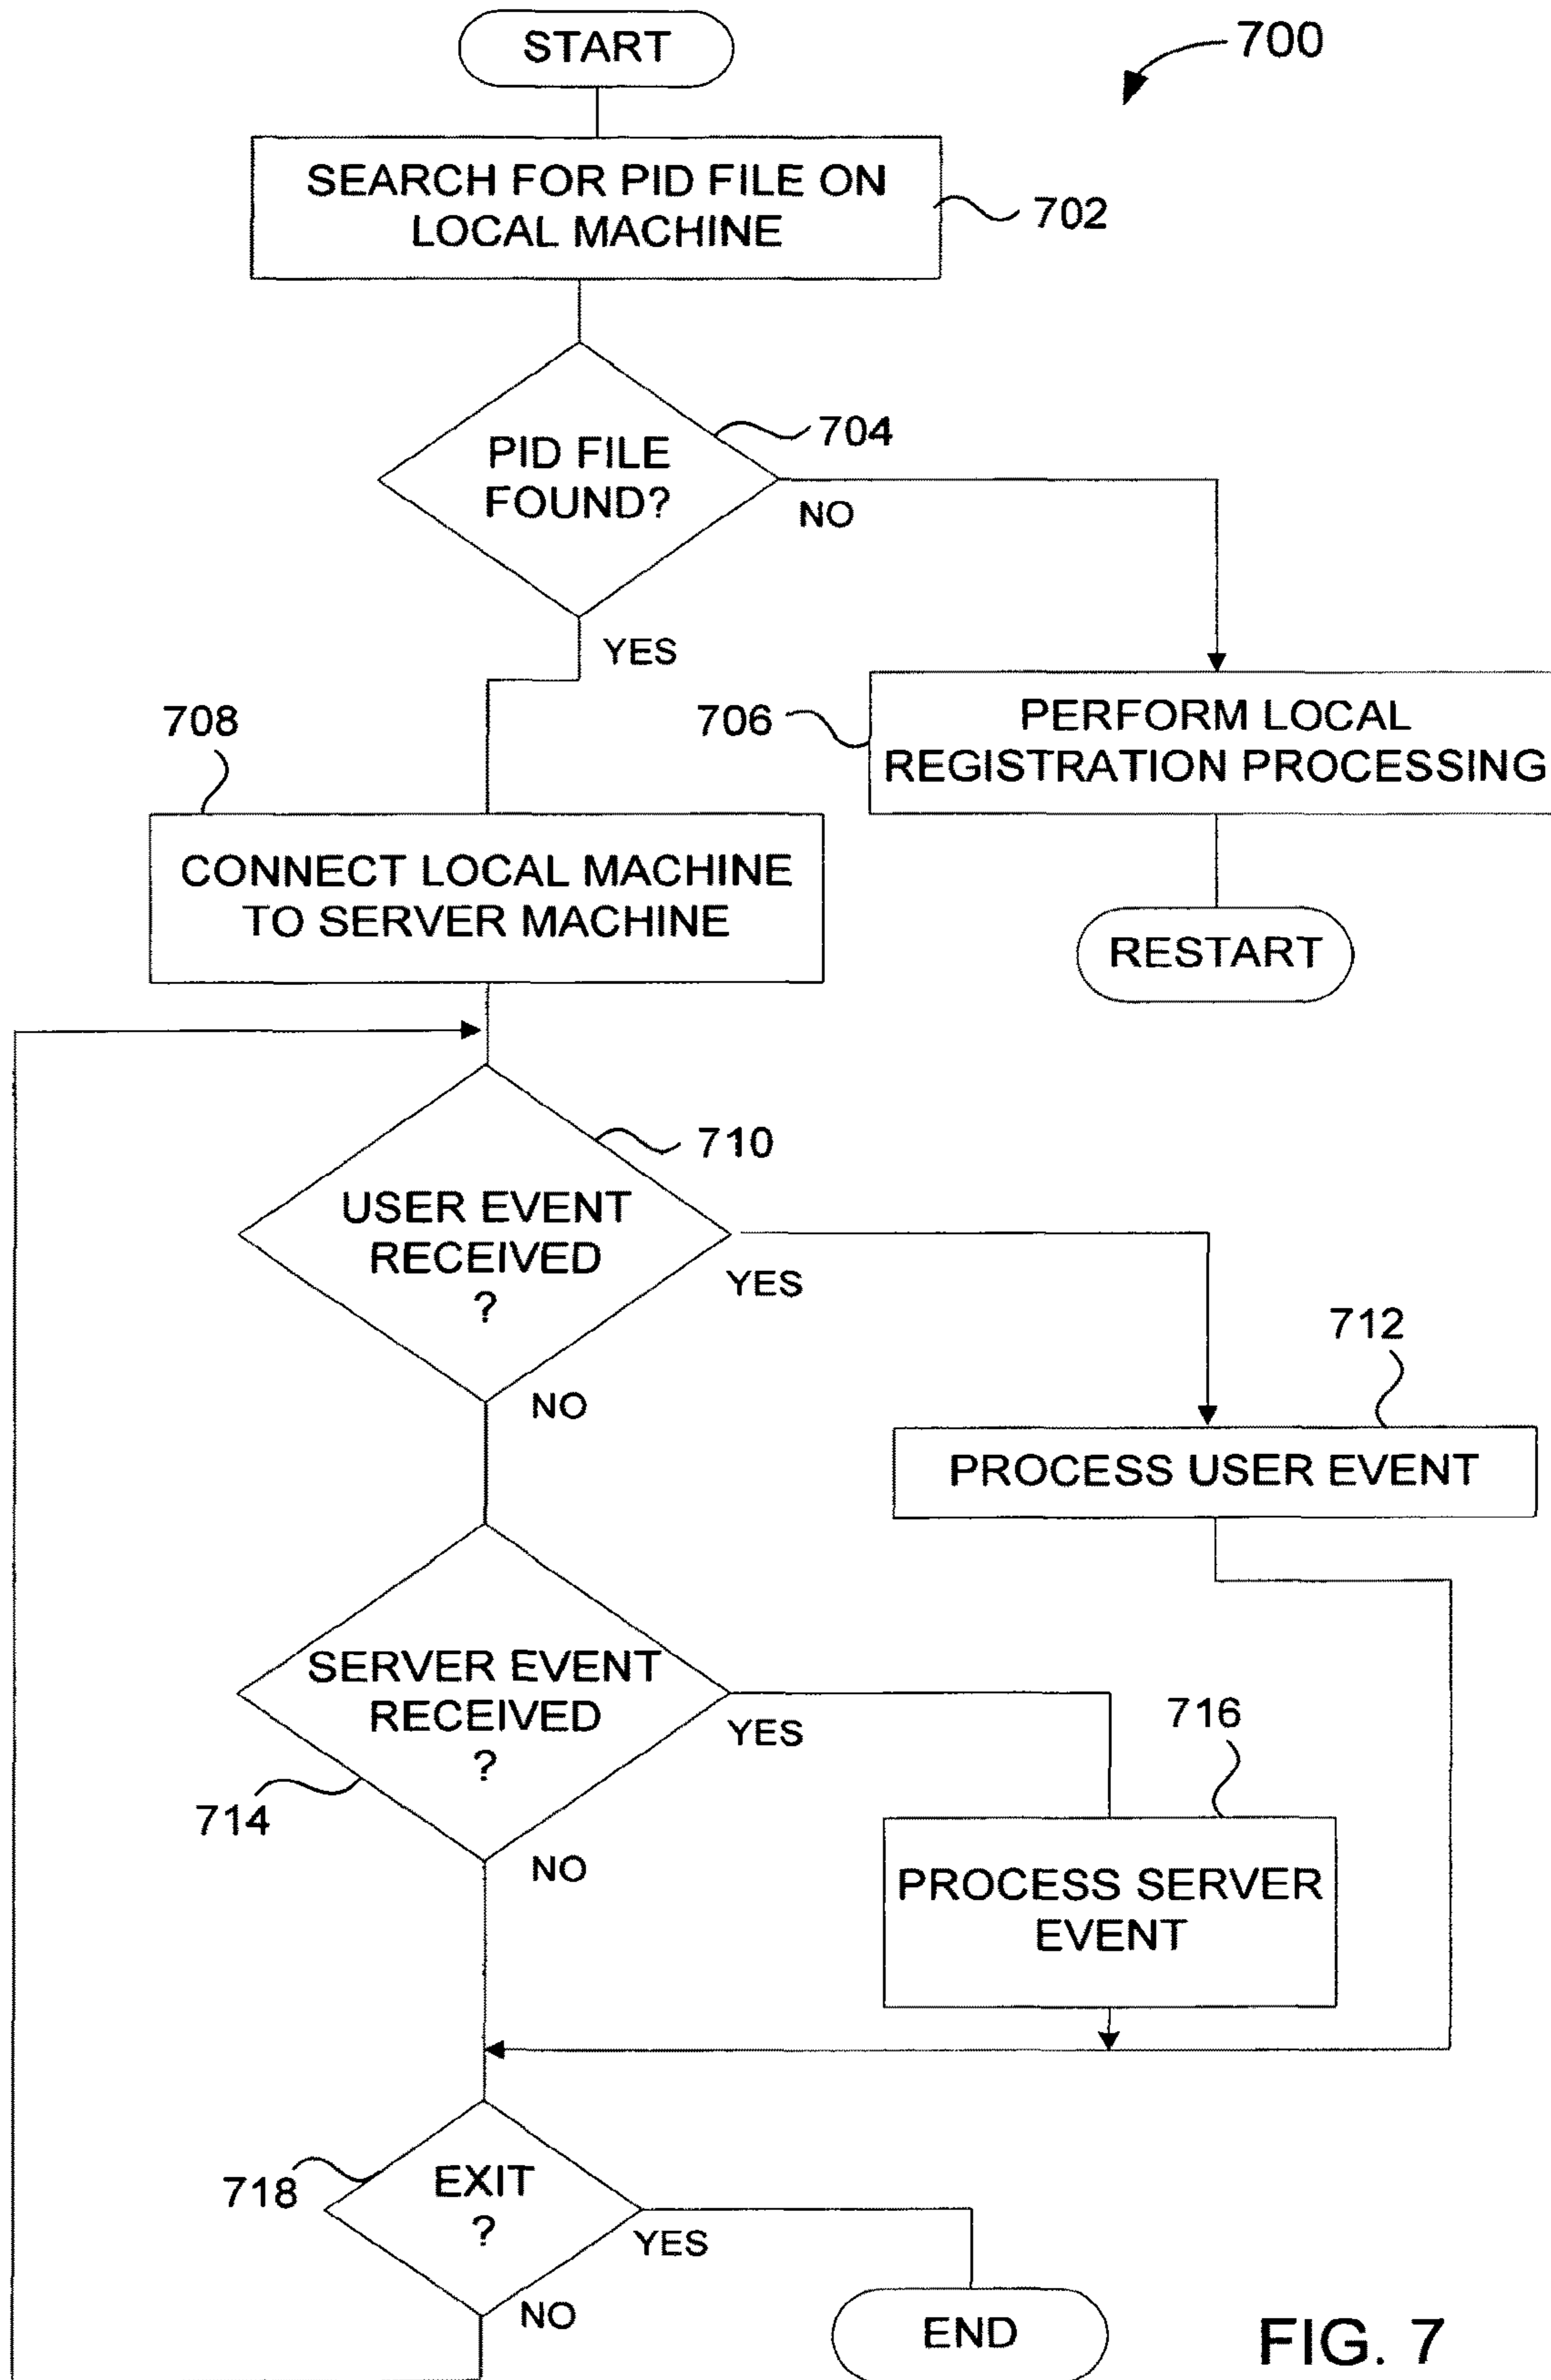 START
700
SEARCH FOR PID FILE ON
LOCAL MACHINE
702
704
PID FILE
FOUND?
NO
YES
708
706
PERFORM LOCAL
REGISTRATION PROCESSING
CONNECT LOCAL MACHINE
TO SERVER MACHINE
RESTART
710
USER EVENT
RECEIVED
?
YES
712
NO
PROCESS USER EVENT
SERVER EVENT
RECEIVED
?
YES
716
714
NO
PROCESS SERVER
EVENT
718
EXIT
?
YES
NO
END
FIG. 7